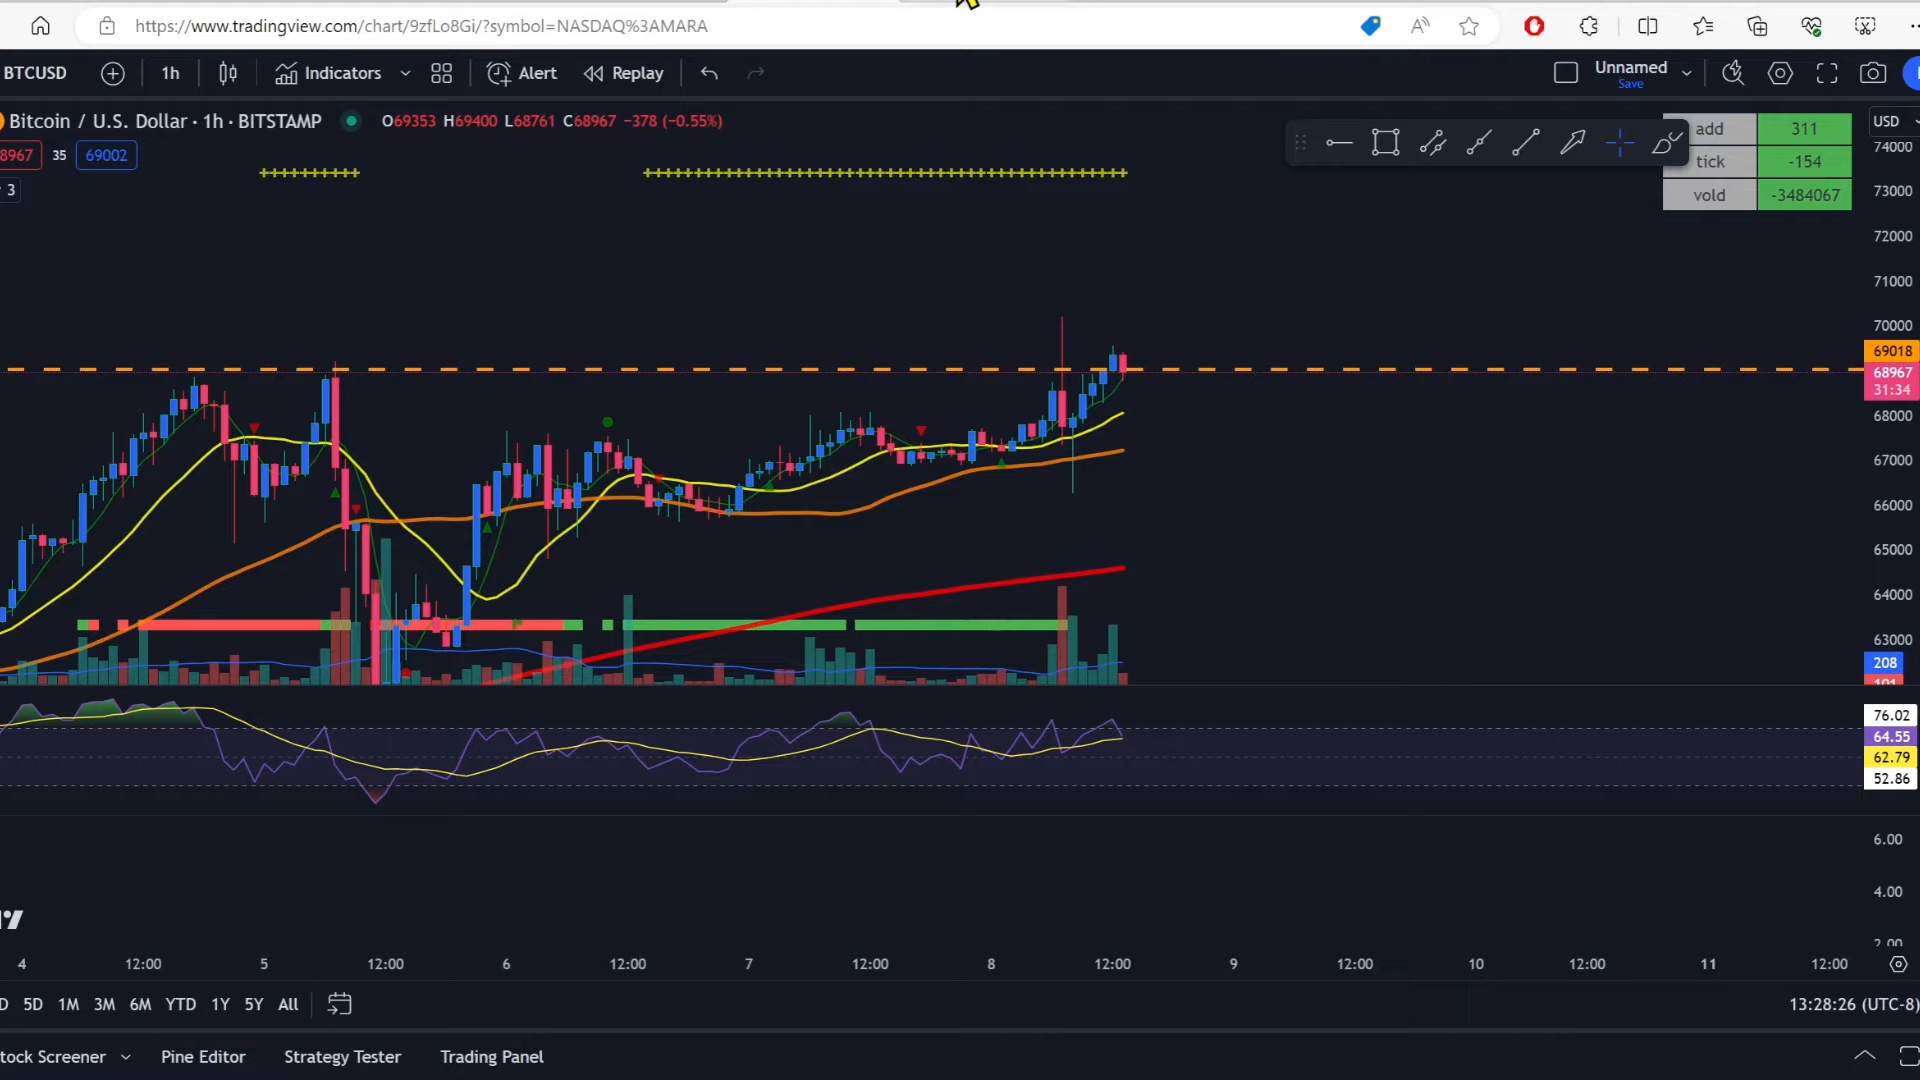 https://www.tradingview.com/chart/9zfLo8Gi/?symbol=NASDAQ%3AMARA
BTCUSD 1h Indicators Alert Replay Unnamed
Save
Bitcoin / U.S. Dollar · 1h · BITSTAMP O69353 H69400 L68761 C68967 −378 (−0.55%)
8967 35 69002
3
add 311
tick -154
vold -3484067
USD
74000
73000
72000
71000
70000
69018
68967
31:34
68000
67000
66000
65000
64000
63000
208
76.02
64.55
62.79
52.86
6.00
4.00
2.00
4 12:00 5 12:00 6 12:00 7 12:00 8 12:00 9 12:00 10 12:00 11 12:00
D 5D 1M 3M 6M YTD 1Y 5Y All 13:28:26 (UTC-8)
tock Screener Pine Editor Strategy Tester Trading Panel